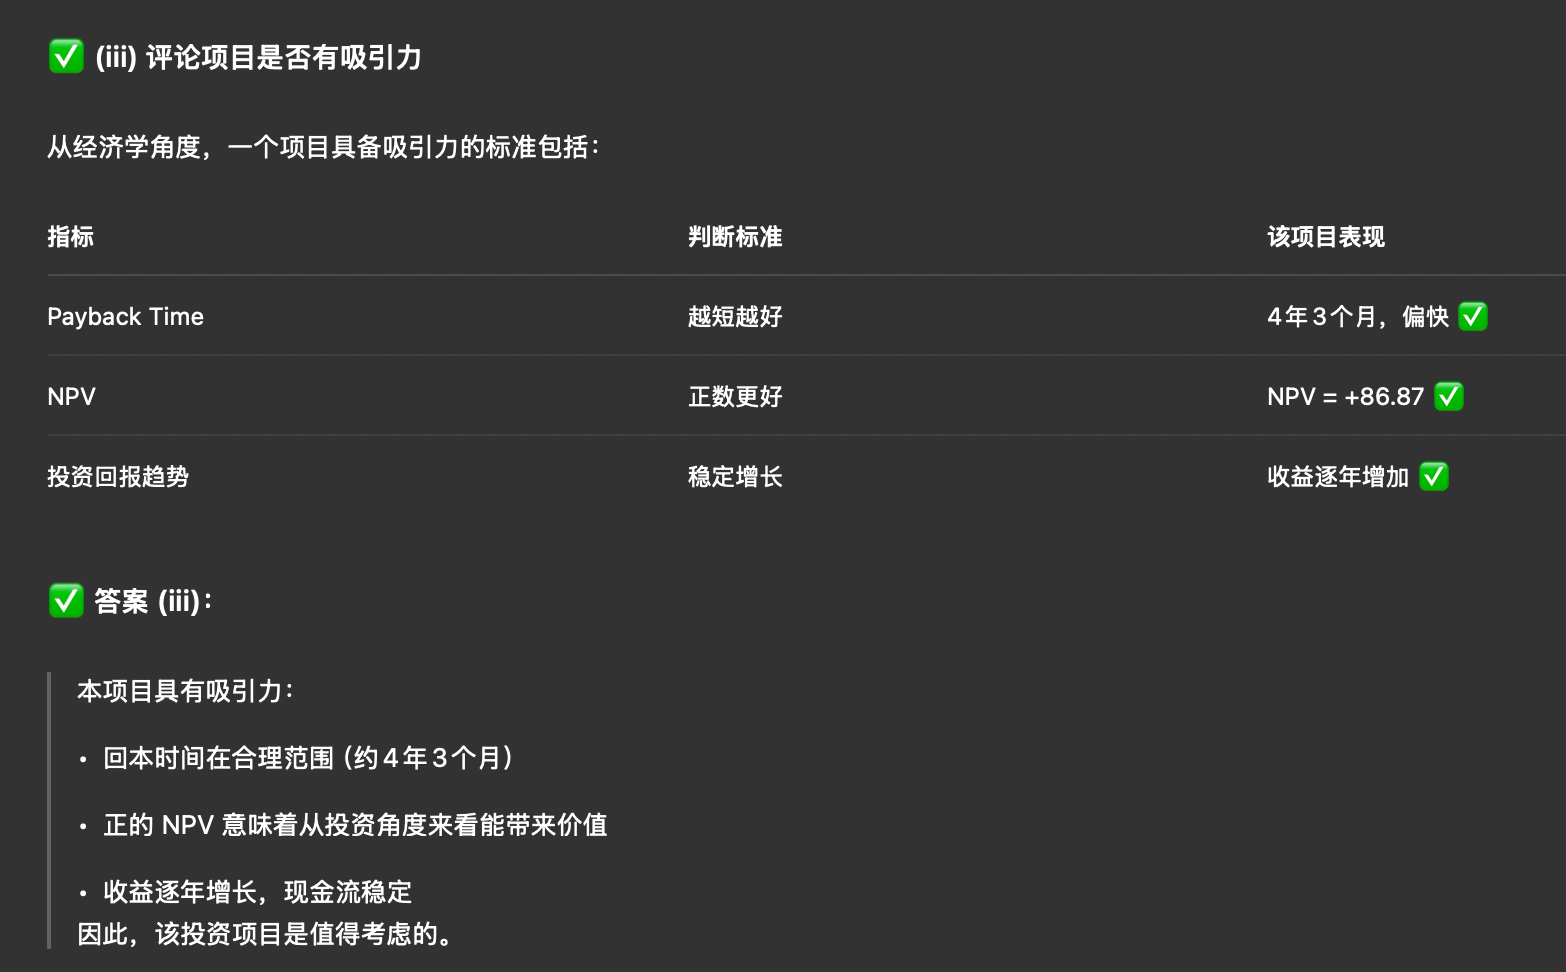 ✅ (iii) 评论项目是否有吸引力
从经济学角度，一个项目具备吸引力的标准包括：
指标 判断标准 该项目表现
Payback Time 越短越好 4年3个月，偏快 ✅
NPV 正数更好 NPV = +86.87 ✅
投资回报趋势 稳定增长 收益逐年增加 ✅
✅ 答案 (iii)：
本项目具有吸引力：
• 回本时间在合理范围（约4年3个月）
• 正的 NPV 意味着从投资角度来看能带来价值
• 收益逐年增长，现金流稳定
因此，该投资项目是值得考虑的。